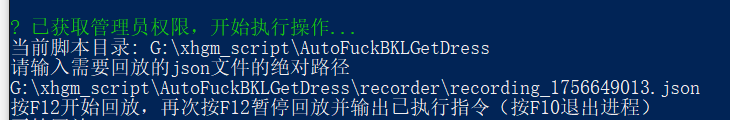 ? 已获取管理员权限，开始执行操作...
当前脚本目录: G:\xhgm_script\AutoFuckBKLGetDress
请输入需要回放的json文件的绝对路径
G:\xhgm_script\AutoFuckBKLGetDress\recorder\recording_1756649013.json
按F12开始回放，再次按F12暂停回放并输出已执行指令（按F10退出进程）